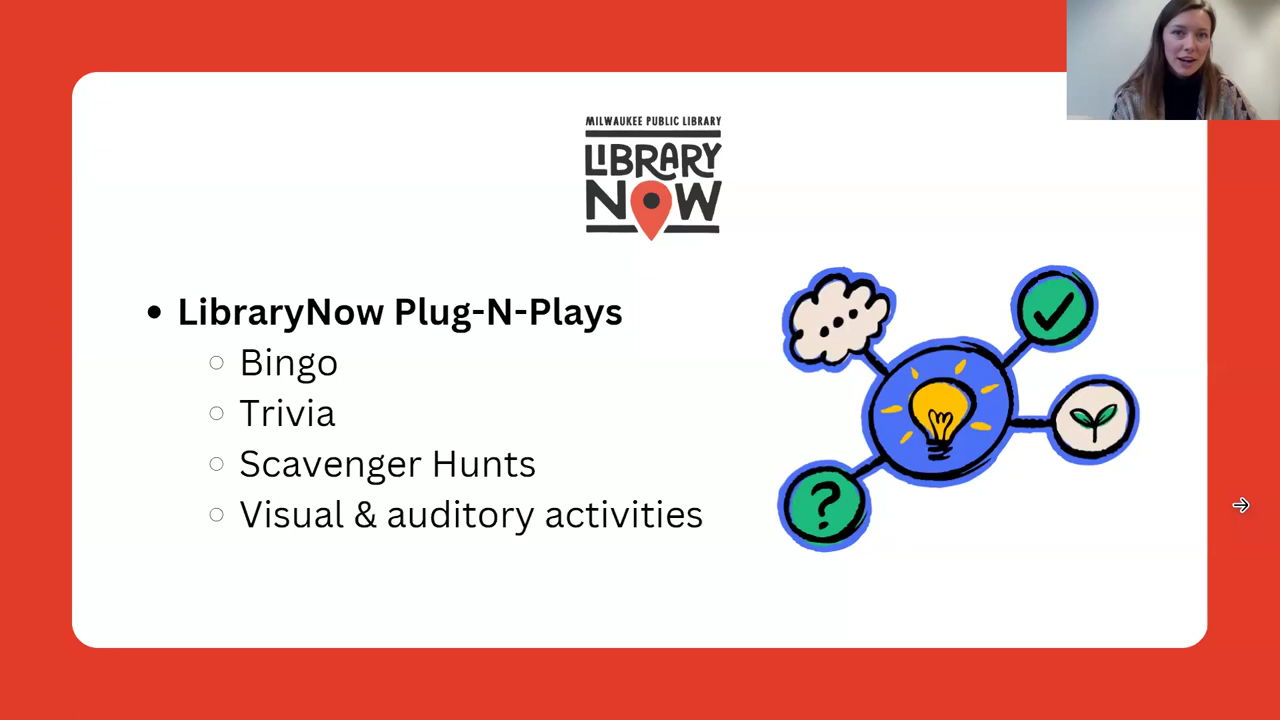 MILWAUKEE PUBLIC LIBRARY
LIBRARY
NOW
LibraryNow Plug-N-Plays
Bingo
Trivia
Scavenger Hunts
Visual & auditory activities
?